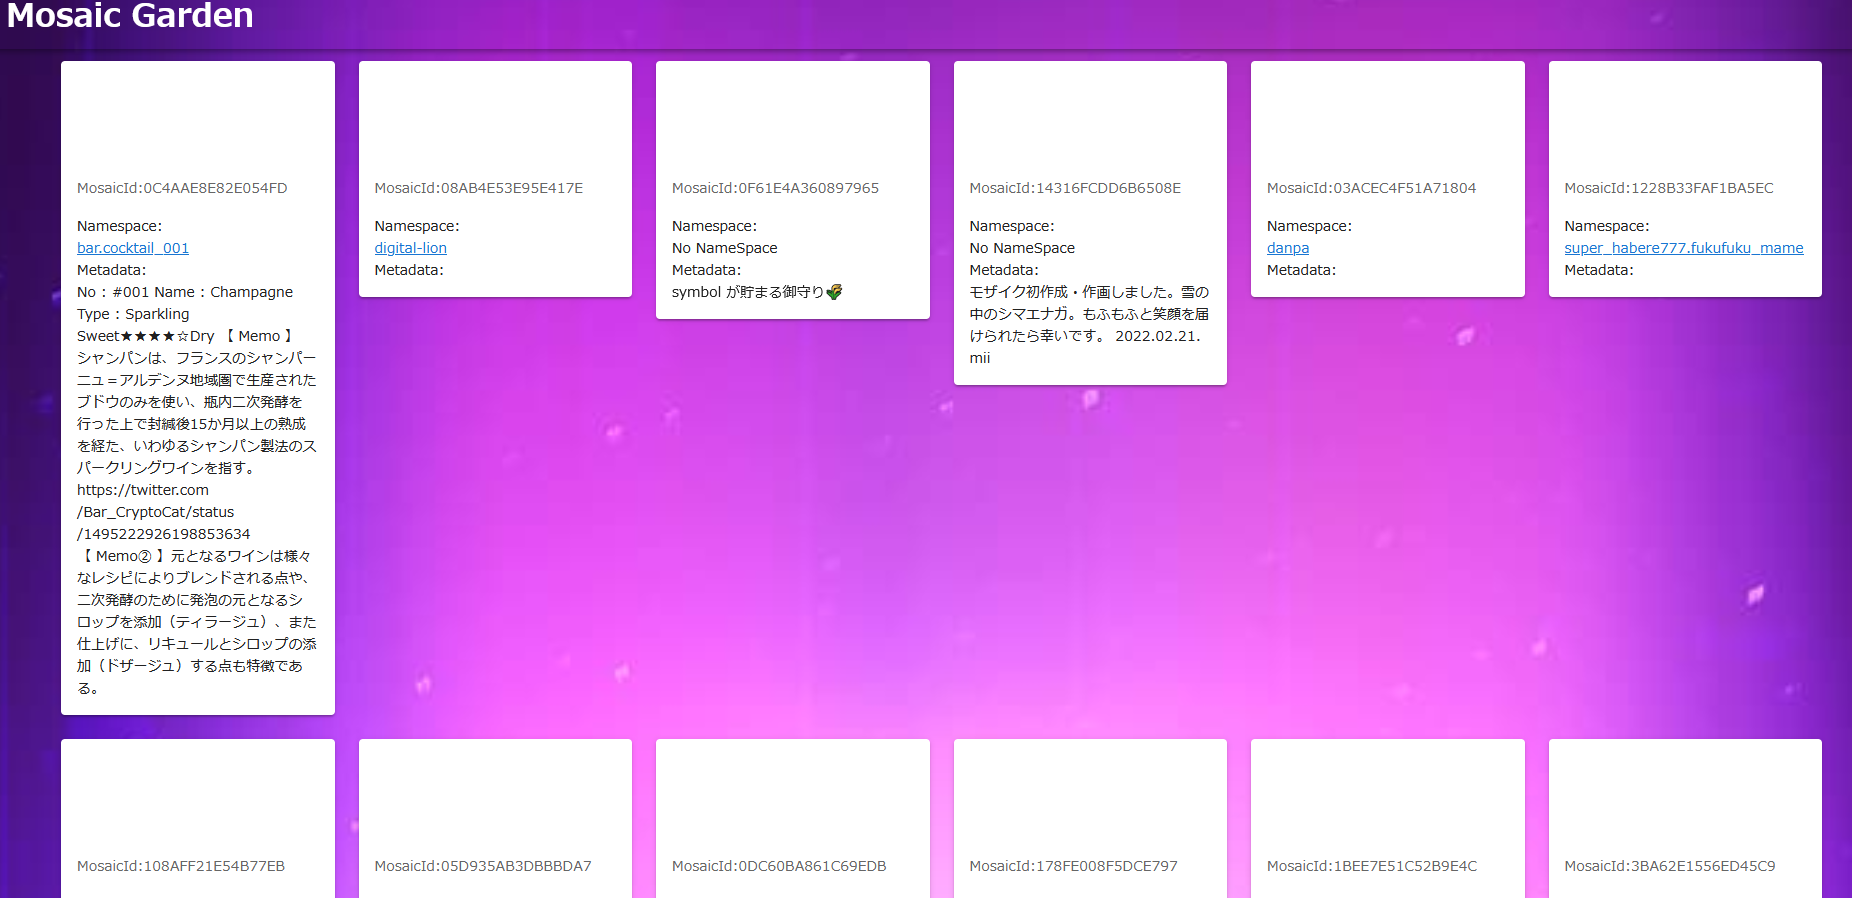 Mosaic Garden
MosaicId:0C4AAE8E82E054FD
Namespace:
bar.cocktail_001
Metadata:
No : #001 Name : Champagne
Type : Sparkling
Sweet★★★★☆Dry 【 Memo 】
シャンパンは、フランスのシャンパー
ニュ＝アルデンヌ地域圏で生産された
ブドウのみを使い、瓶内二次発酵を
行った上で封緘後15か月以上の熟成
を経た、いわゆるシャンパン製法のス
パークリングワインを指す。
https://twitter.com
/Bar_CryptoCat/status
/1495222926198853634
【 Memo② 】元となるワインは様々
なレシピによりブレンドされる点や、
二次発酵のために発泡の元となるシ
ロップを添加（ティラージュ）、また
仕上げに、リキュールとシロップの添
加（ドザージュ）する点も特徴であ
る。
MosaicId:08AB4E53E95E417E
Namespace:
digital-lion
Metadata:
MosaicId:0F61E4A360897965
Namespace:
No NameSpace
Metadata:
symbol が貯まる御守り🌾
MosaicId:14316FCDD6B6508E
Namespace:
No NameSpace
Metadata:
モザイク初作成・作画しました。雪の
中のシマエナガ。もふもふと笑顔を届
けられたら幸いです。 2022.02.21.
mii
MosaicId:03ACEC4F51A71804
Namespace:
danpa
Metadata:
MosaicId:1228B33FAF1BA5EC
Namespace:
super_habere777.fukufuku_mame
Metadata:
MosaicId:108AFF21E54B77EB
MosaicId:05D935AB3DBBBDA7
MosaicId:0DC60BA861C69EDB
MosaicId:178FE008F5DCE797
MosaicId:1BEE7E51C52B9E4C
MosaicId:3BA62E1556ED45C9